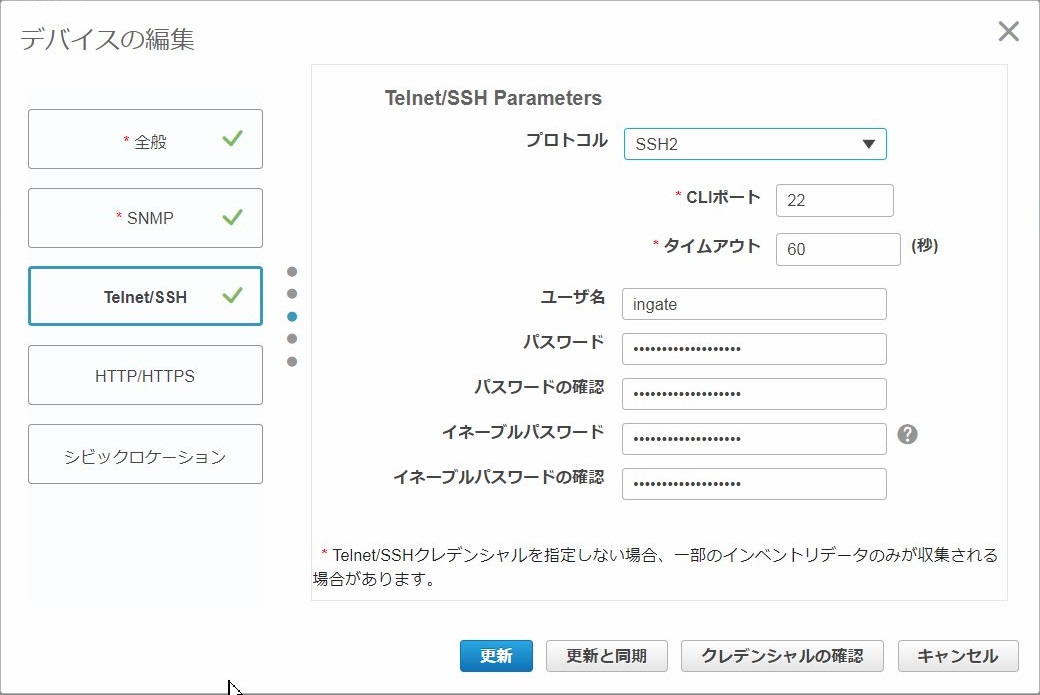 デバイスの編集
* 全般
* SNMP
Telnet/SSH
HTTP/HTTPS
シビックロケーション
Telnet/SSH Parameters
プロトコル SSH2
* CLIポート 22
* タイムアウト 60 (秒)
ユーザ名 ingate
パスワード •••••••••••••••••••
パスワードの確認 •••••••••••••••••••
イネーブルパスワード ••••••••••••••••••• ?
イネーブルパスワードの確認 •••••••••••••••••••
* Telnet/SSHクレデンシャルを指定しない場合、一部のインベントリデータのみが収集される
場合があります。
更新 更新と同期 クレデンシャルの確認 キャンセル